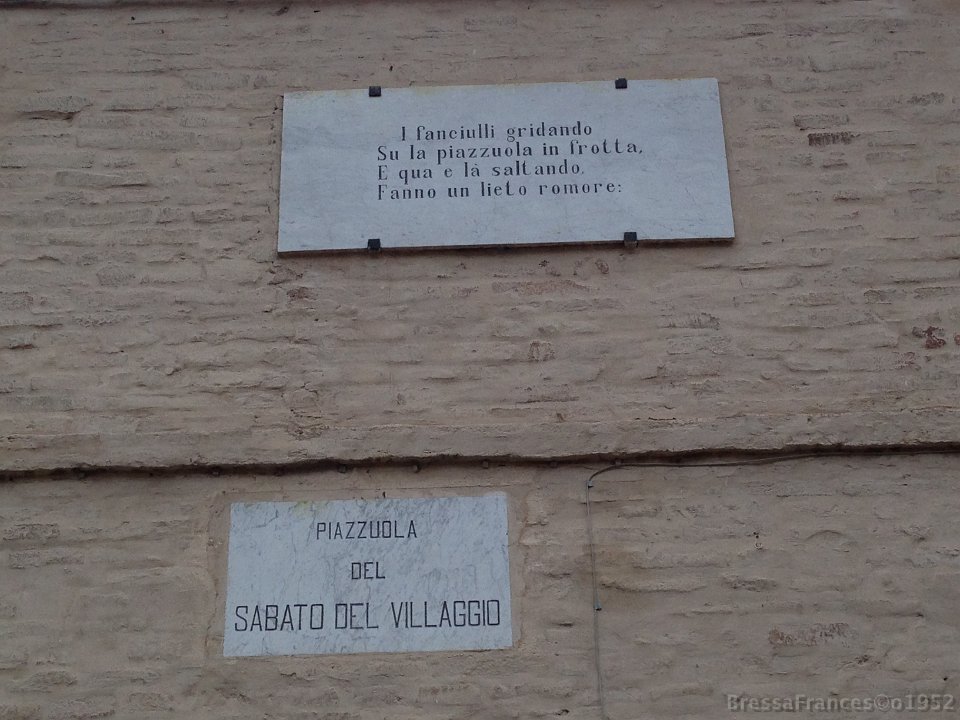 I fanciulli gridando
Su la piazzuola in frotta,
E qua e là saltando,
Fanno un lieto romore:
PIAZZUOLA
DEL
SABATO DEL VILLAGGIO
BressaFrances©o1952